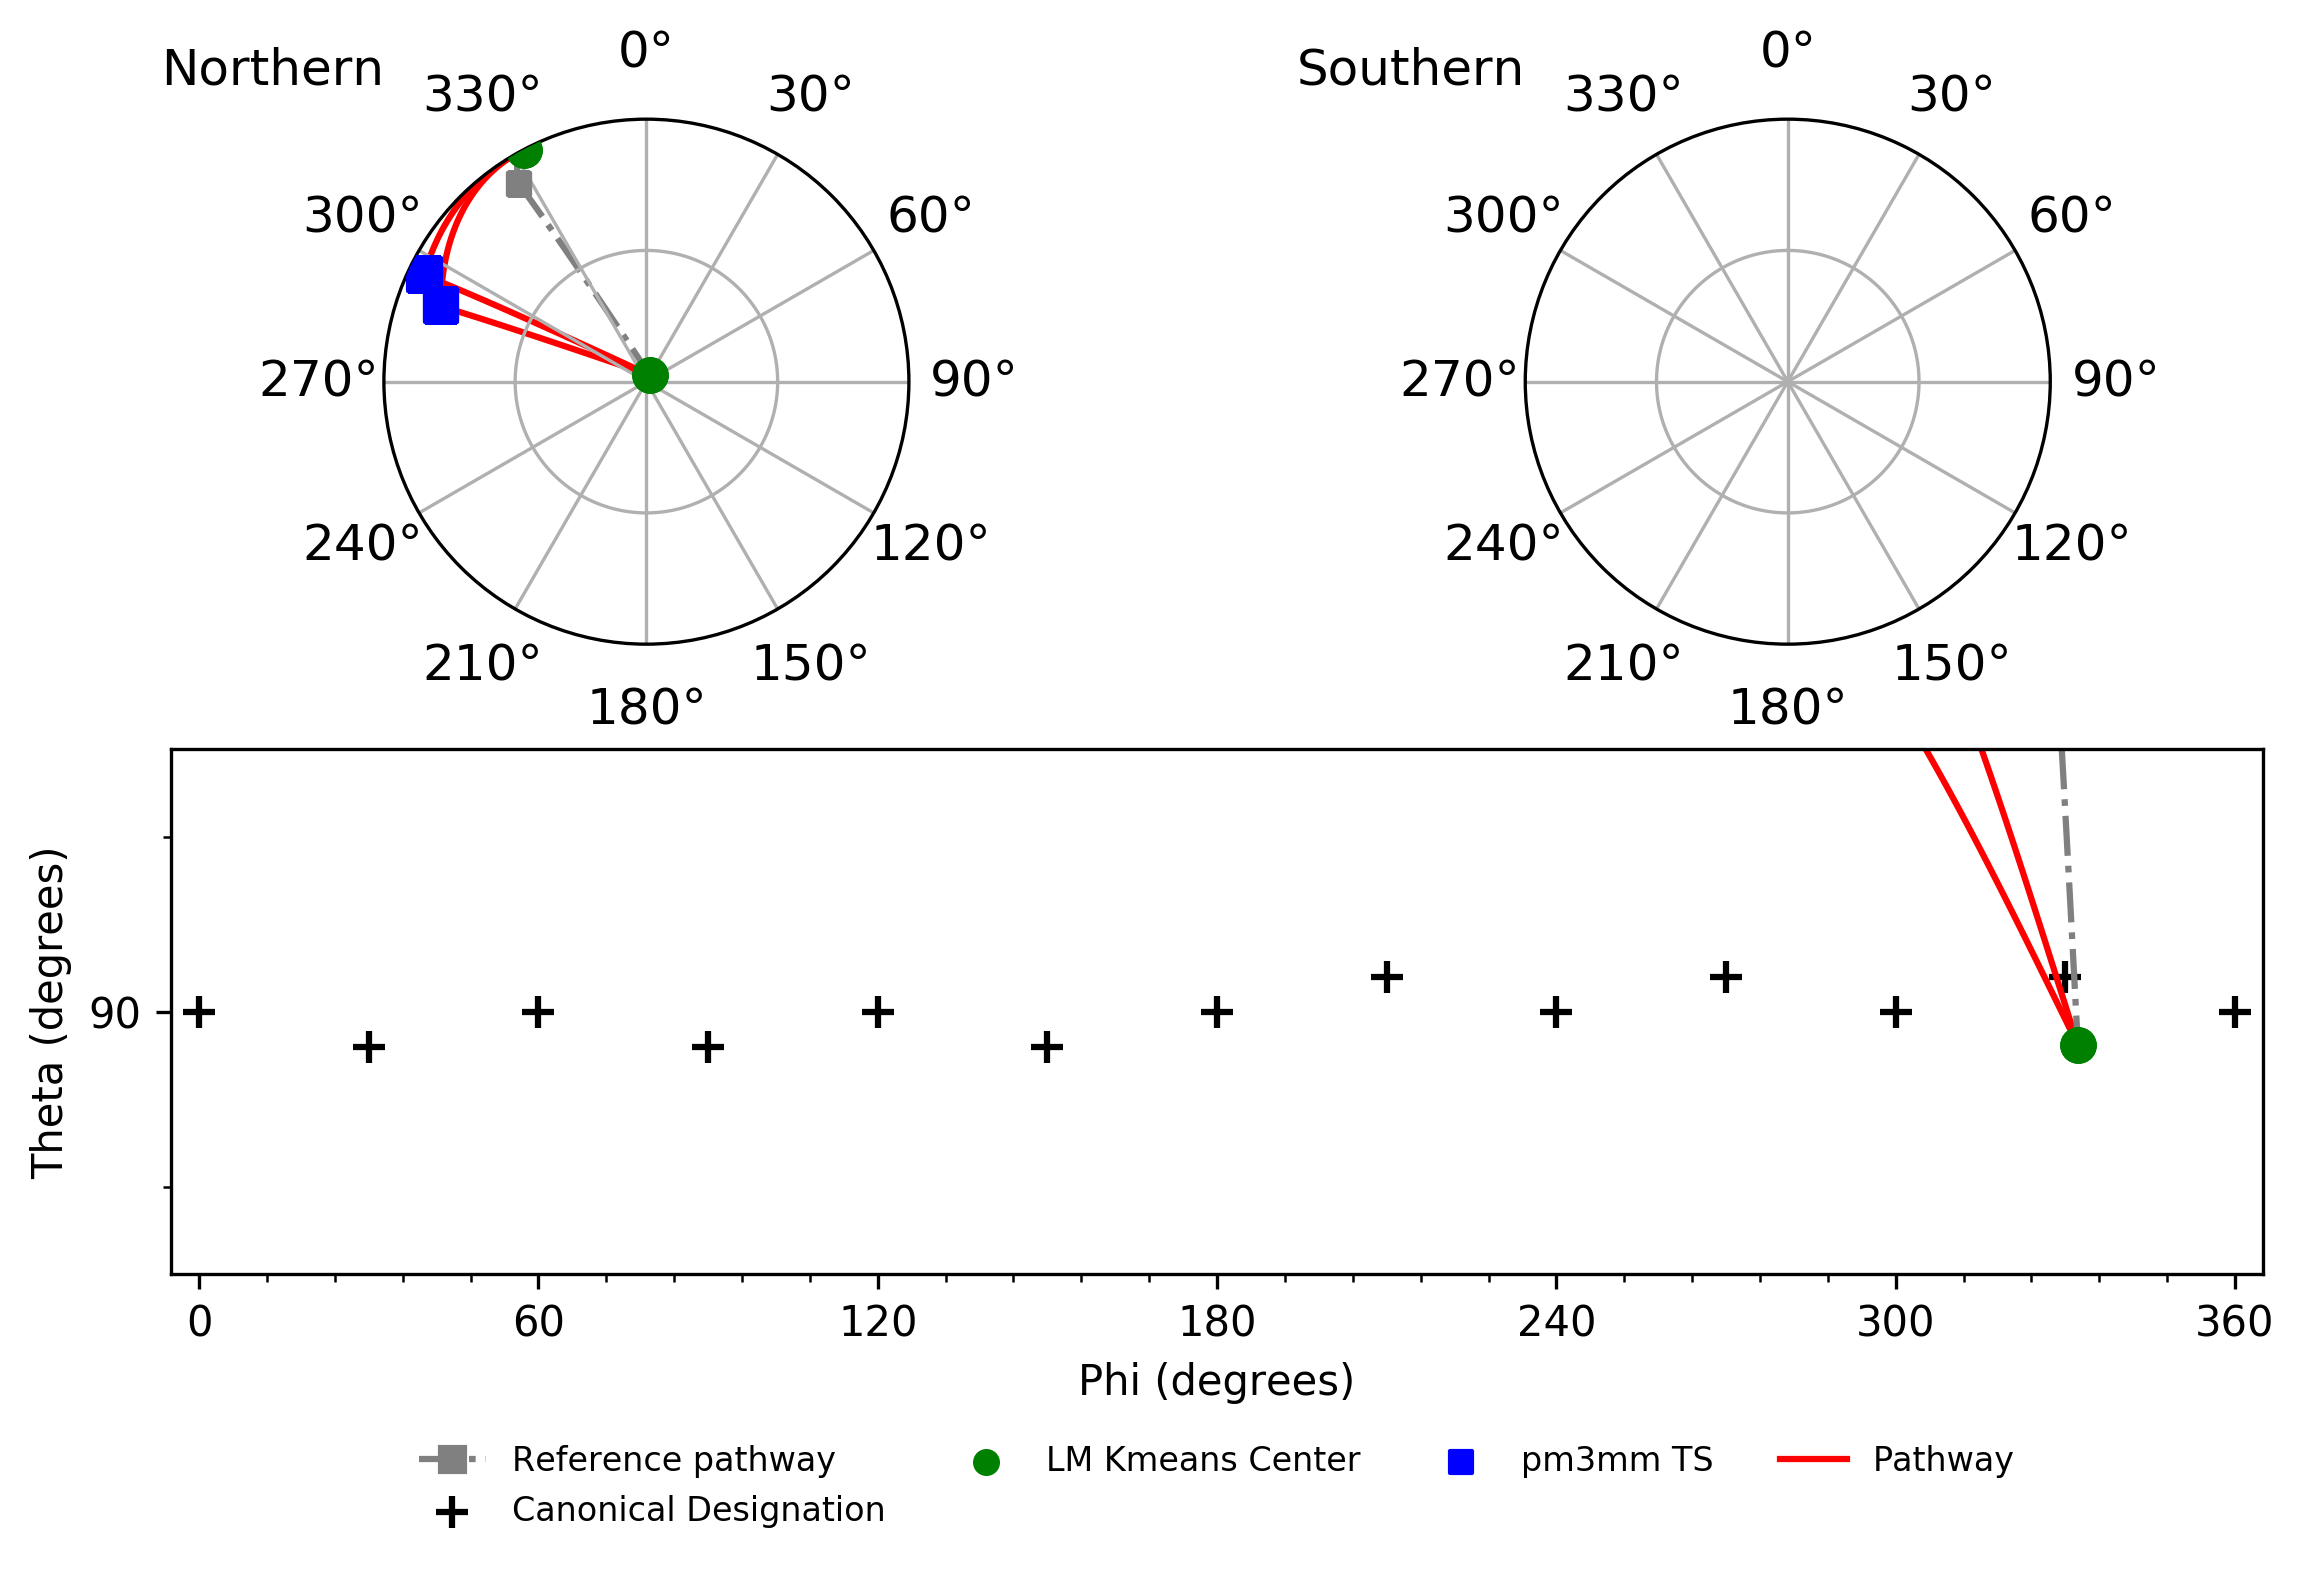 Northern
0°
30°
60°
90°
120°
150°
180°
210°
240°
270°
300°
330°
Southern
0°
30°
60°
90°
120°
150°
180°
210°
240°
270°
300°
330°
Theta (degrees)
90
0 60 120 180 240 300 360
Phi (degrees)
Reference pathway
Canonical Designation
LM Kmeans Center
pm3mm TS
Pathway